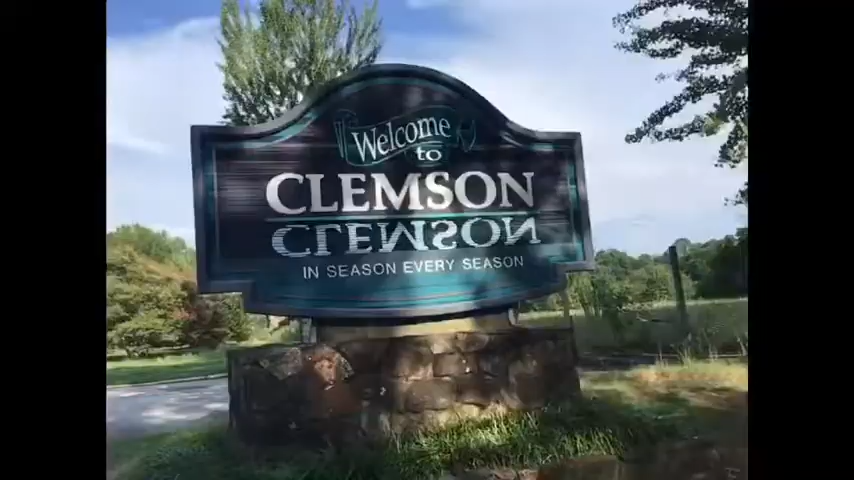 Welcome
to
CLEMSON
CLEMSON
IN SEASON EVERY SEASON